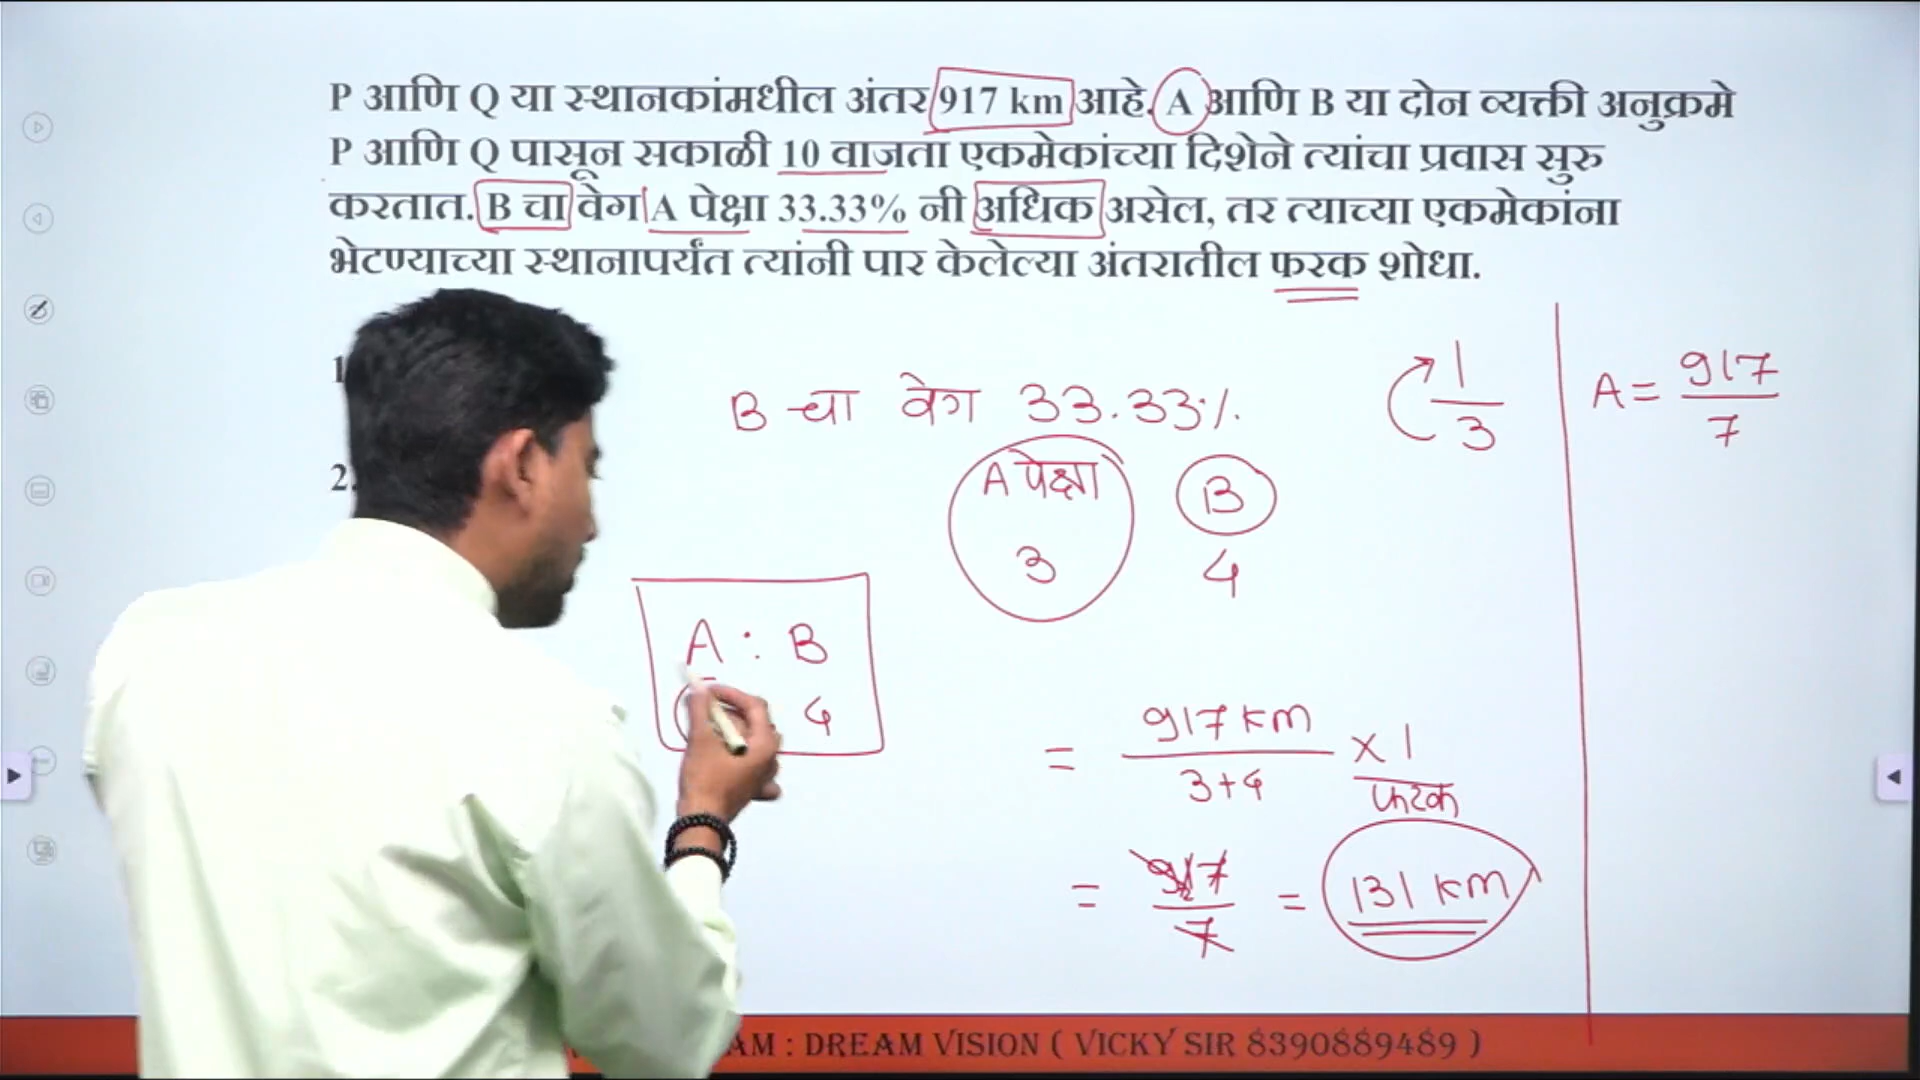 P आणि Q या स्थानकांमधील अंतर 917 km आहे. A आणि B या दोन व्यक्ती अनुक्रमे
P आणि Q पासून सकाळी 10 वाजता एकमेकांच्या दिशेने त्यांचा प्रवास सुरु
करतात. B चा वेग A पेक्षा 33.33% नी अधिक असेल, तर त्याच्या एकमेकांना
भेटण्याच्या स्थानापर्यंत त्यांनी पार केलेल्या अंतरातील फरक शोधा.
1
2.
B चा वेग 33.33%
A पेक्षा B
3 4
1
3
A = 917
7
A : B
4
= 917 km × 1
3+4 फरक
= 917 = 131 km
7
AM : DREAM VISION ( VICKY SIR 8390889489 )